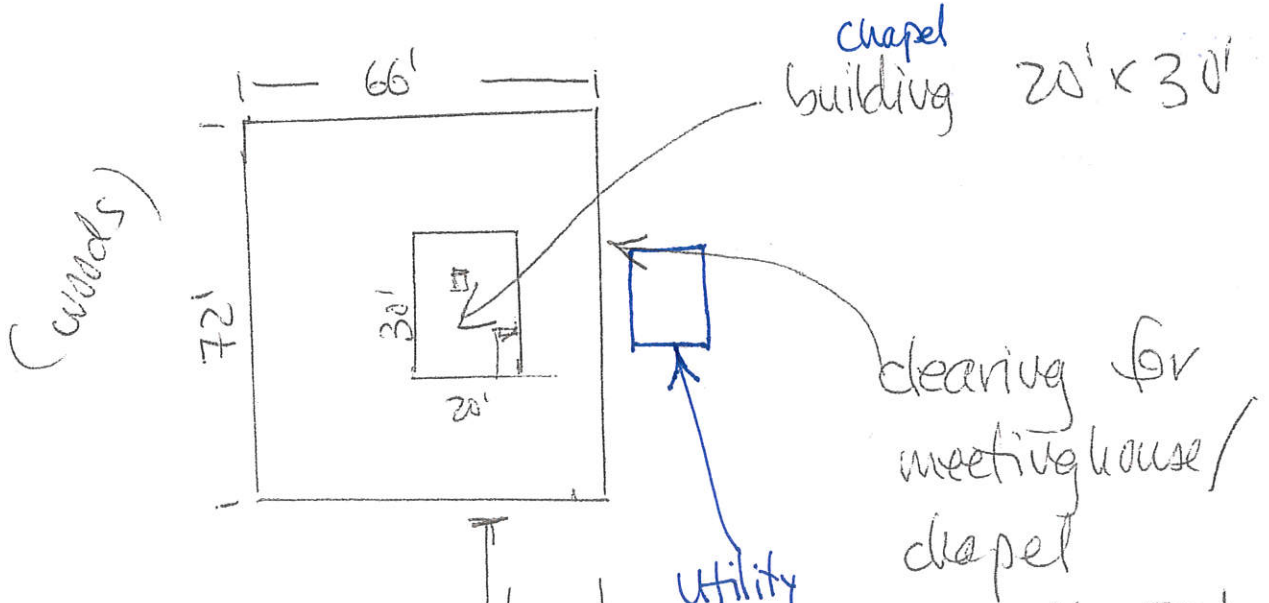 chapel
building 20' x 30'
66'
(woods)
72'
30'
20'
clearing for
meetinghouse/
chapel
Utility